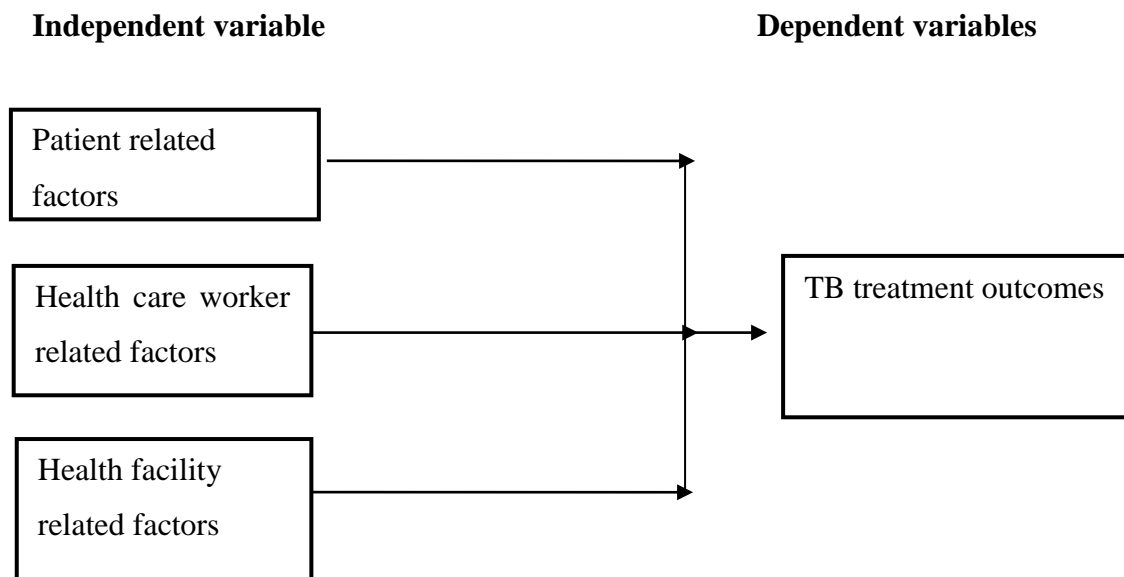 Independent variable
Dependent variables
Patient related
factors
Health care worker
related factors
TB treatment outcomes
Health facility
related factors